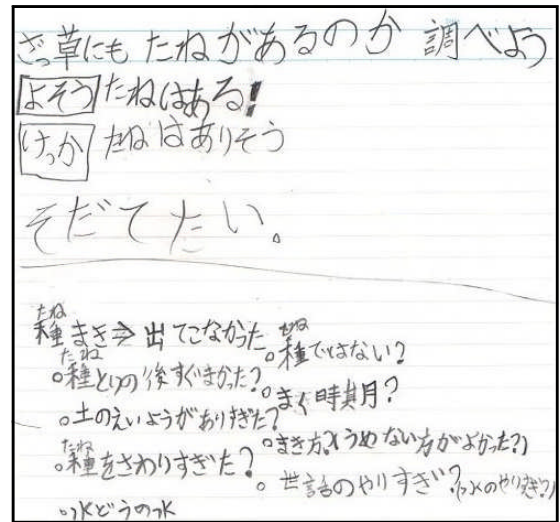 ざっ草にも たねがあるのか 調べよう
よそう たねはある!
けっか たねはありそう
そだてたい。
種まき⇒出てこなかった
たね
。種ではない?
たね
。種とりの後すぐまかった?
たね
。まく時期月?
。土のえいようがありすぎた?
。まき方?(うめない方がよかった?)
。種をさわりすぎた?
たね
。世話のやりすぎ?(水のやりすぎ?)
。水どうの水